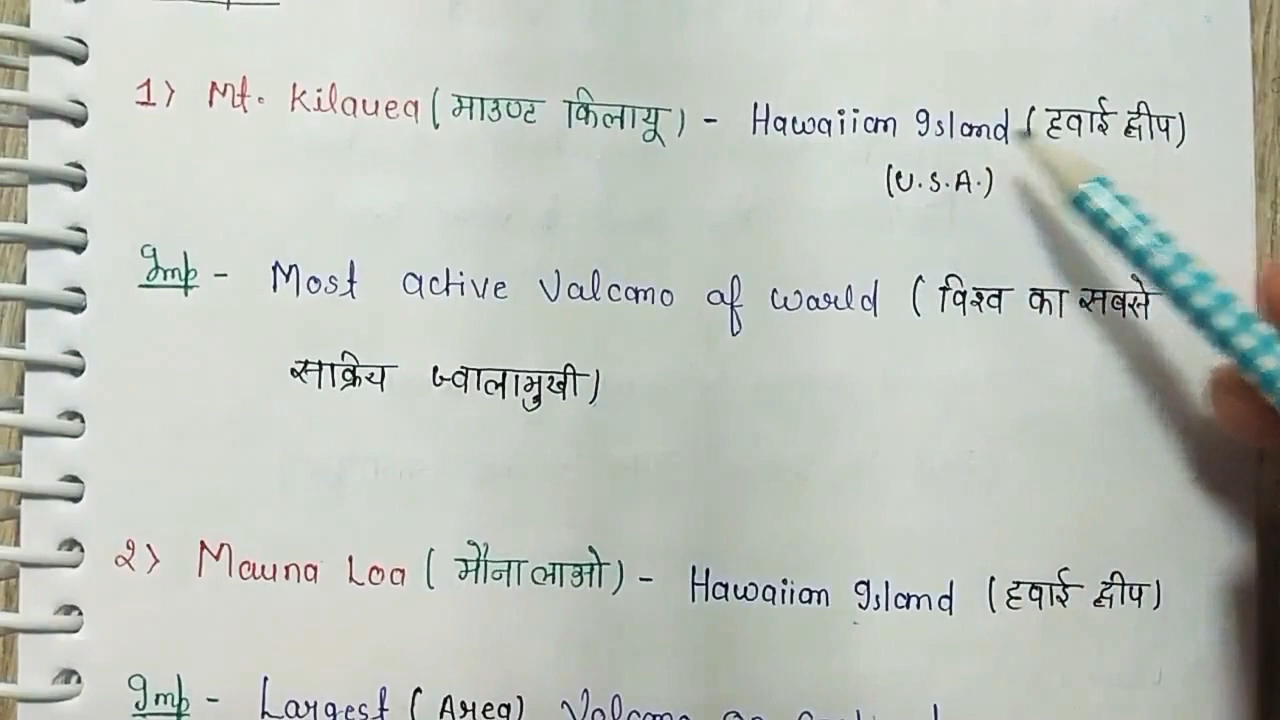 1) Mt. Kilauea (माउण्ट किलायू) - Hawaiian Island (हवाई द्वीप)
(U.S.A.)
Imp - Most active Valcano of world (विश्व का सबसे
साक्रिय ज्वालामुखी)
2) Mauna Loa (मौना लाओ) - Hawaiian Island (हवाई द्वीप)
Imp - Largest (Area) Valcano